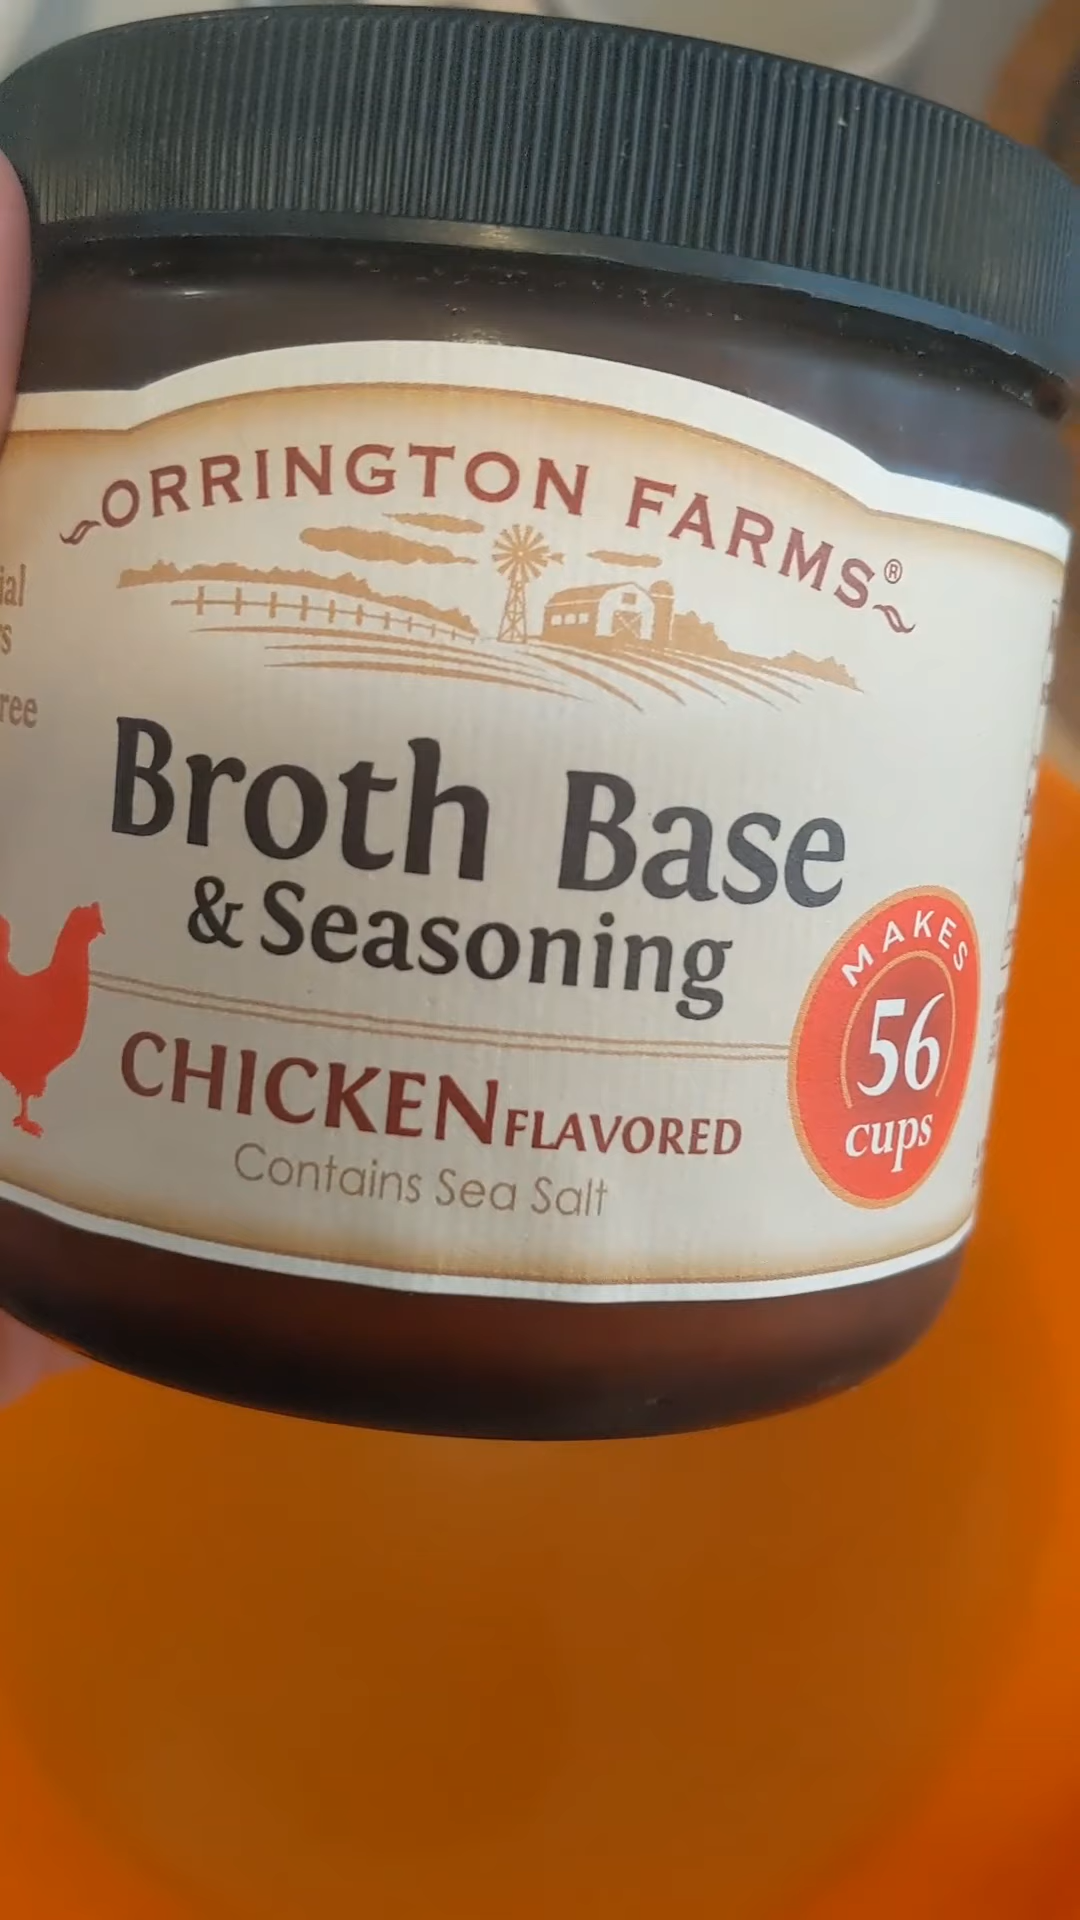 ORRINGTON FARMS®
Broth Base
& Seasoning
CHICKEN FLAVORED
Contains Sea Salt
MAKES
56
cups